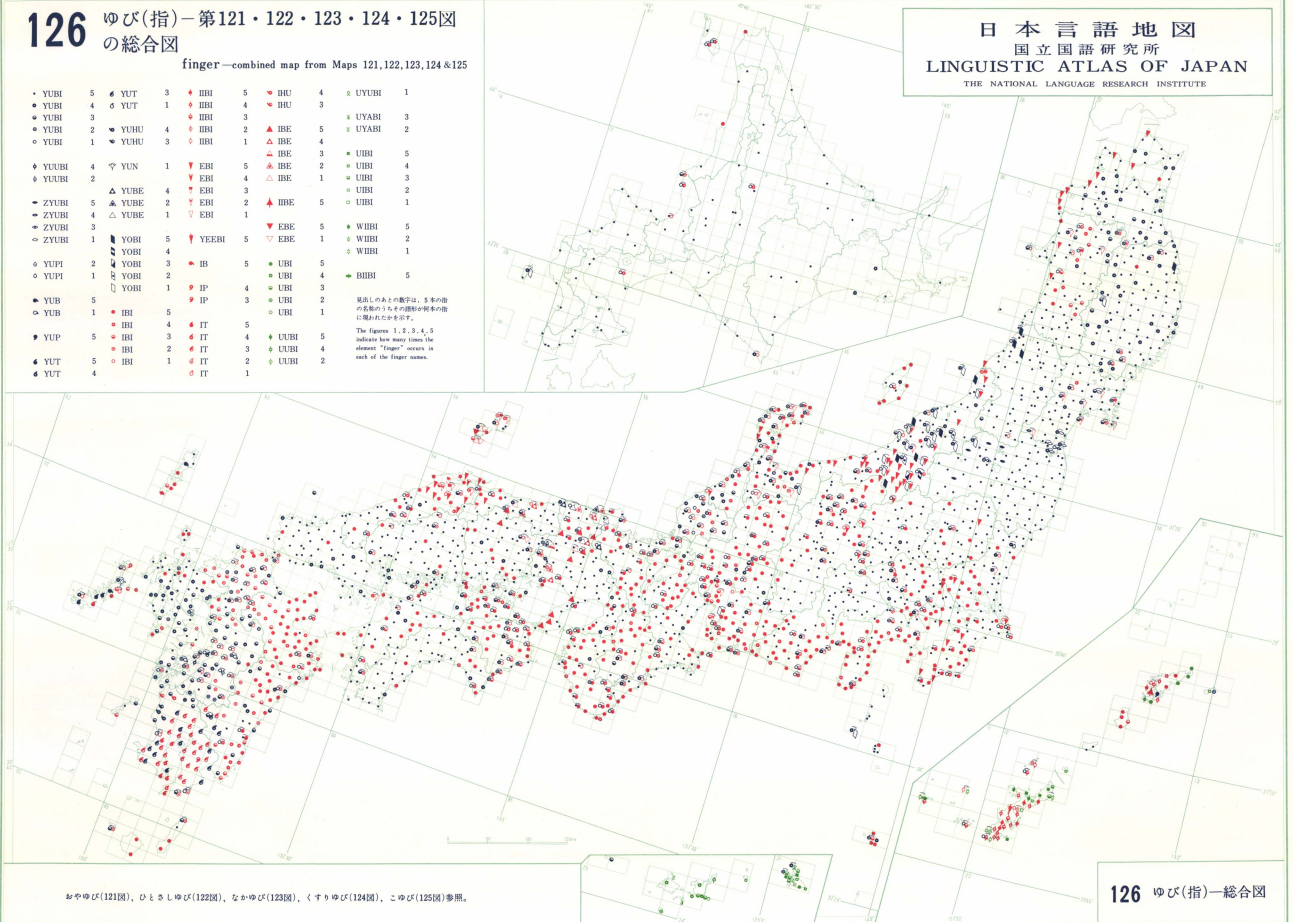 126 ゆび(指)－第121・122・123・124・125図
の総合図
finger—combined map from Maps 121,122,123,124 &125
日本言語地図
国立国語研究所
LINGUISTIC ATLAS OF JAPAN
THE NATIONAL LANGUAGE RESEARCH INSTITUTE
YUBI 5
YUBI 4
YUBI 3
YUBI 2
YUBI 1
YUUBI 4
YUUBI 2
ZYUBI 5
ZYUBI 4
ZYUBI 3
ZYUBI 1
YUPI 2
YUPI 1
YUB 5
YUB 1
YUP 5
YUT 5
YUT 4
YUT 3
YUT 1
YUHU 4
YUHU 3
YUN 1
YUBE 4
YUBE 2
YUBE 1
YOBI 5
YOBI 4
YOBI 3
YOBI 2
YOBI 1
IBI 5
IBI 4
IBI 3
IBI 2
IBI 1
IIBI 5
IIBI 4
IIBI 3
IIBI 2
IIBI 1
EBI 5
EBI 4
EBI 3
EBI 2
EBI 1
YEEBI 5
IB 5
IP 4
IP 3
IT 5
IT 4
IT 3
IT 2
IT 1
IHU 4
IHU 3
IBE 5
IBE 4
IBE 3
IBE 2
IBE 1
IIBE 5
EBE 5
EBE 1
UBI 5
UBI 4
UBI 3
UBI 2
UBI 1
UUBI 5
UUBI 4
UUBI 2
UYUBI 1
UYABI 3
UYABI 2
UIBI 5
UIBI 4
UIBI 3
UIBI 2
UIBI 1
WIIBI 5
WIIBI 2
WIIBI 1
BIIBI 5
見出しのあとの数字は、5本の指
の名称のうちその語形が何本の指
に現われたかを示す。
The figures 1,2,3,4,5
indicate how many times the
element "finger" occurs in
each of the finger names.
おやゆび(121図)，ひとさしゆび(122図)，なかゆび(123図)，くすりゆび(124図)，こゆび(125図)参照。
126 ゆび(指)—総合図